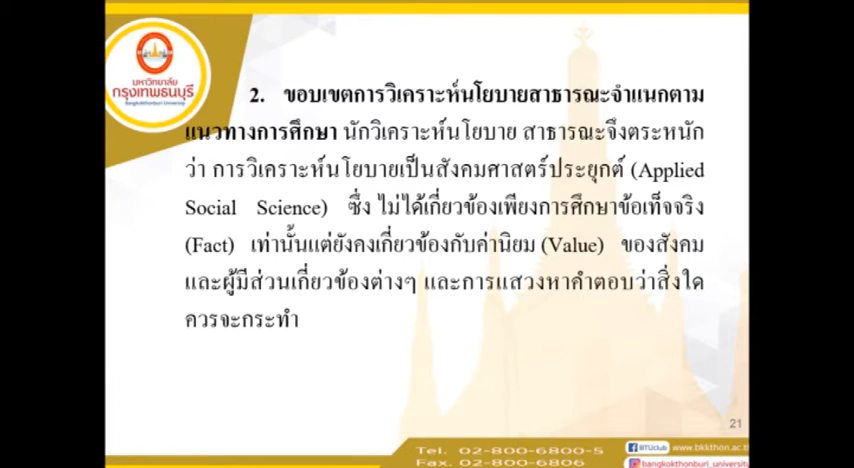 มหาวิทยาลัย
กรุงเทพธนบุรี
Bangkokthonburi University
2. ขอบเขตการวิเคราะห์นโยบายสาธารณะจำแนกตาม
แนวทางการศึกษา นักวิเคราะห์นโยบาย สาธารณะจึงตระหนัก
ว่า การวิเคราะห์นโยบายเป็นสังคมศาสตร์ประยุกต์ (Applied
Social Science) ซึ่ง ไม่ได้เกี่ยวข้องเพียงการศึกษาข้อเท็จจริง
(Fact) เท่านั้นแต่ยังคงเกี่ยวข้องกับค่านิยม (Value) ของสังคม
และผู้มีส่วนเกี่ยวข้องต่างๆ และการแสวงหาคำตอบว่าสิ่งใด
ควรจะกระทำ
21
Tel. 02-800-6800-5
BTUclub www.bkkthon.ac.th
Fax. 02-800-6806
bangkokthonburi_university